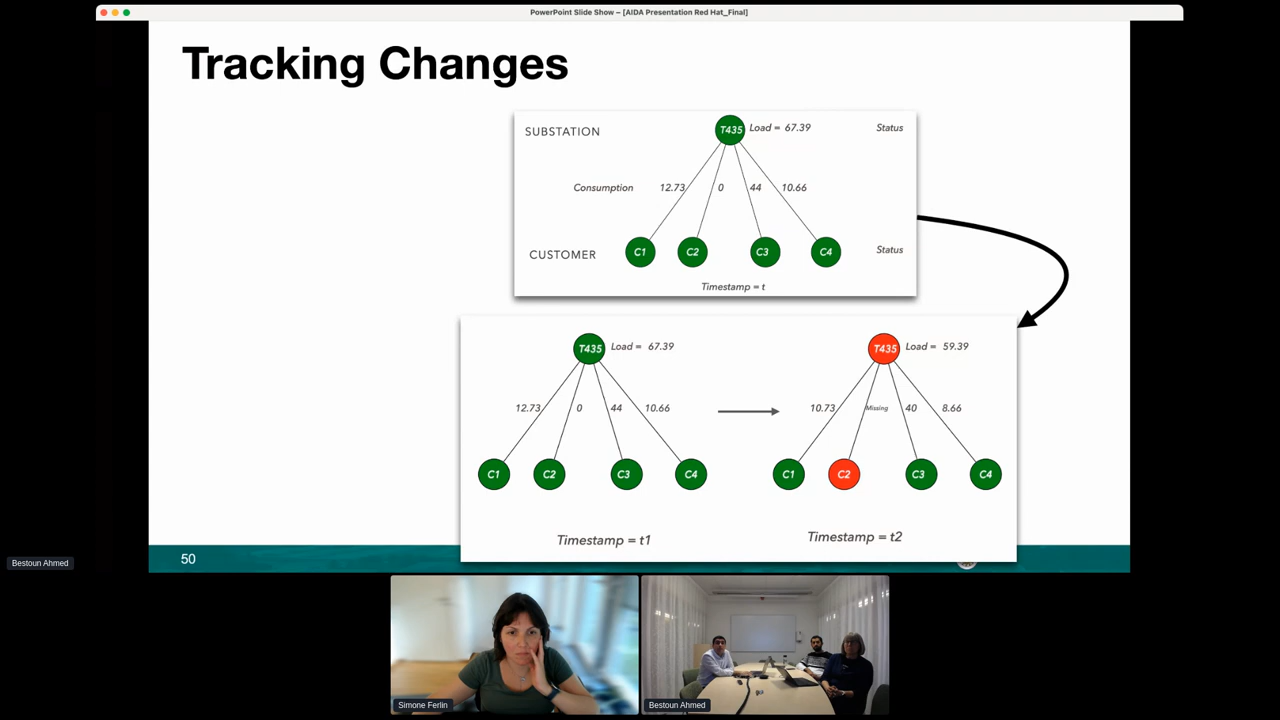 PowerPoint Slide Show – [AIDA Presentation Red Hat_Final]
Tracking Changes
SUBSTATION
T435
Load = 67.39
Status
Consumption
12.73
0
44
10.66
CUSTOMER
C1
C2
C3
C4
Status
Timestamp = t
T435
Load = 67.39
12.73
0
44
10.66
C1
C2
C3
C4
Timestamp = t1
T435
Load = 59.39
10.73
Missing
40
8.66
C1
C2
C3
C4
Timestamp = t2
50
Bestoun Ahmed
Simone Ferlin
Bestoun Ahmed